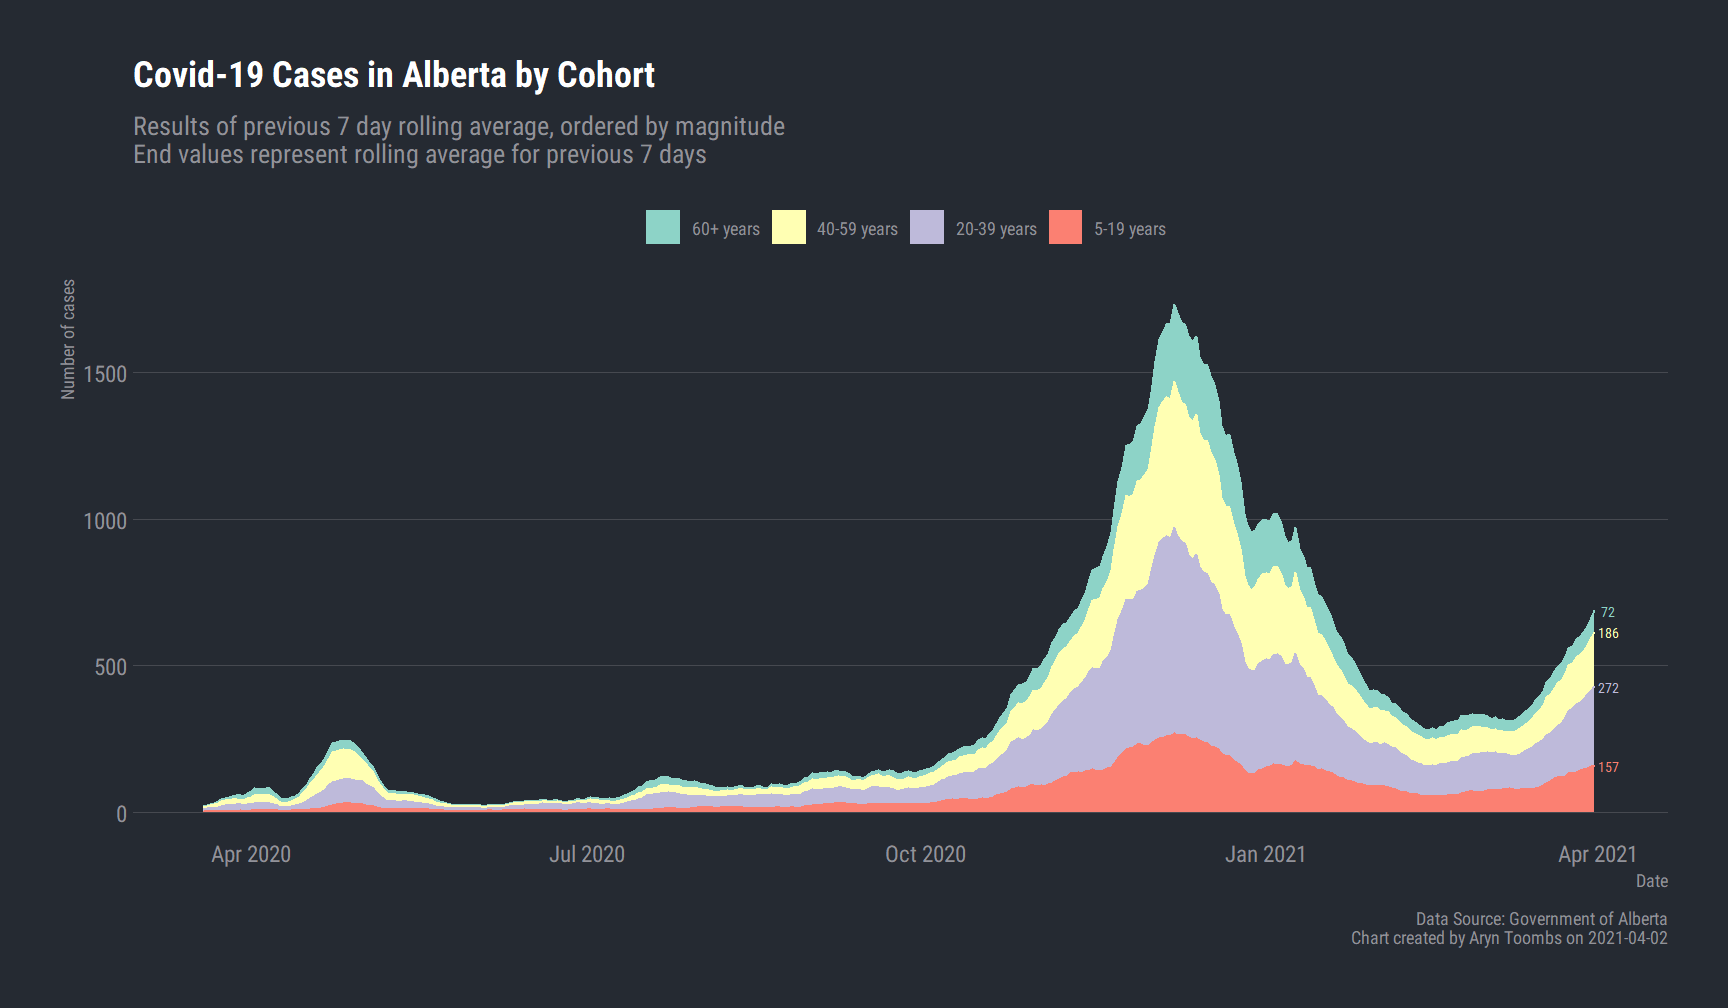 Covid-19 Cases in Alberta by Cohort
Results of previous 7 day rolling average, ordered by magnitude
End values represent rolling average for previous 7 days
60+ years 40-59 years 20-39 years 5-19 years
Number of cases
1500
1000
500
0
72
186
272
157
Apr 2020 Jul 2020 Oct 2020 Jan 2021 Apr 2021
Date
Data Source: Government of Alberta
Chart created by Aryn Toombs on 2021-04-02